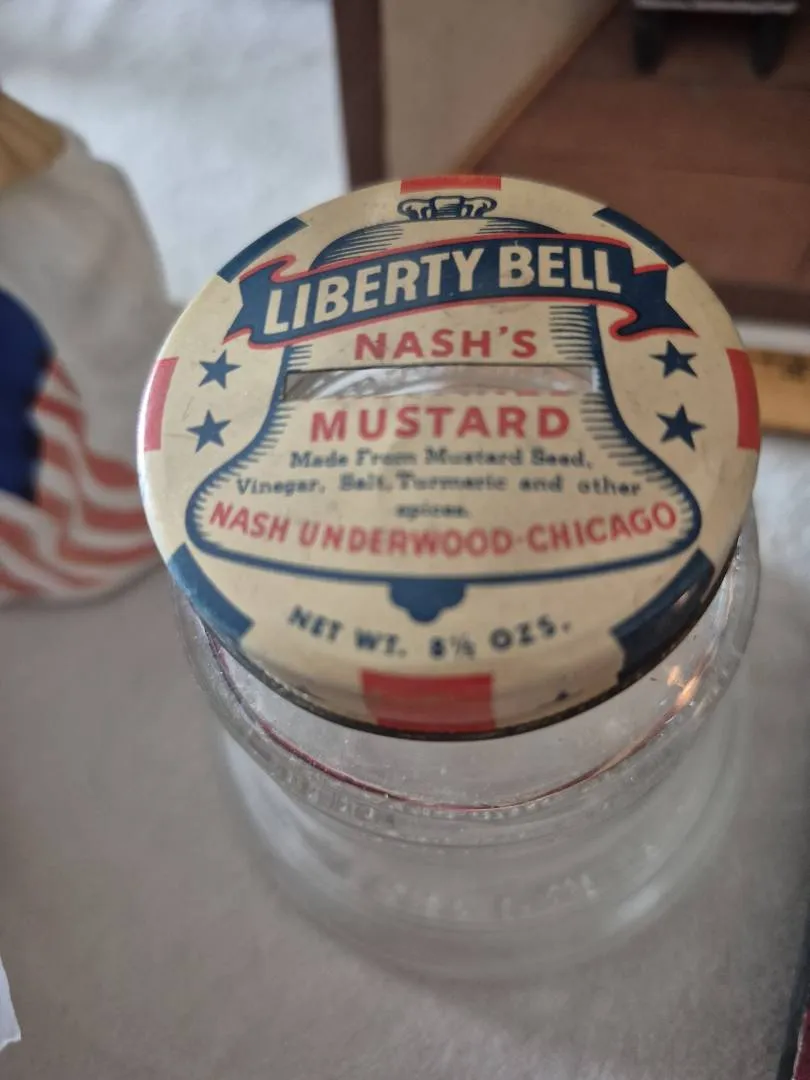 LIBERTY BELL
NASH'S
MUSTARD
Made From Mustard Seed,
Vinegar, Salt, Turmeric and other
spices.
NASH UNDERWOOD-CHICAGO
NET WT. 8½ OZS.